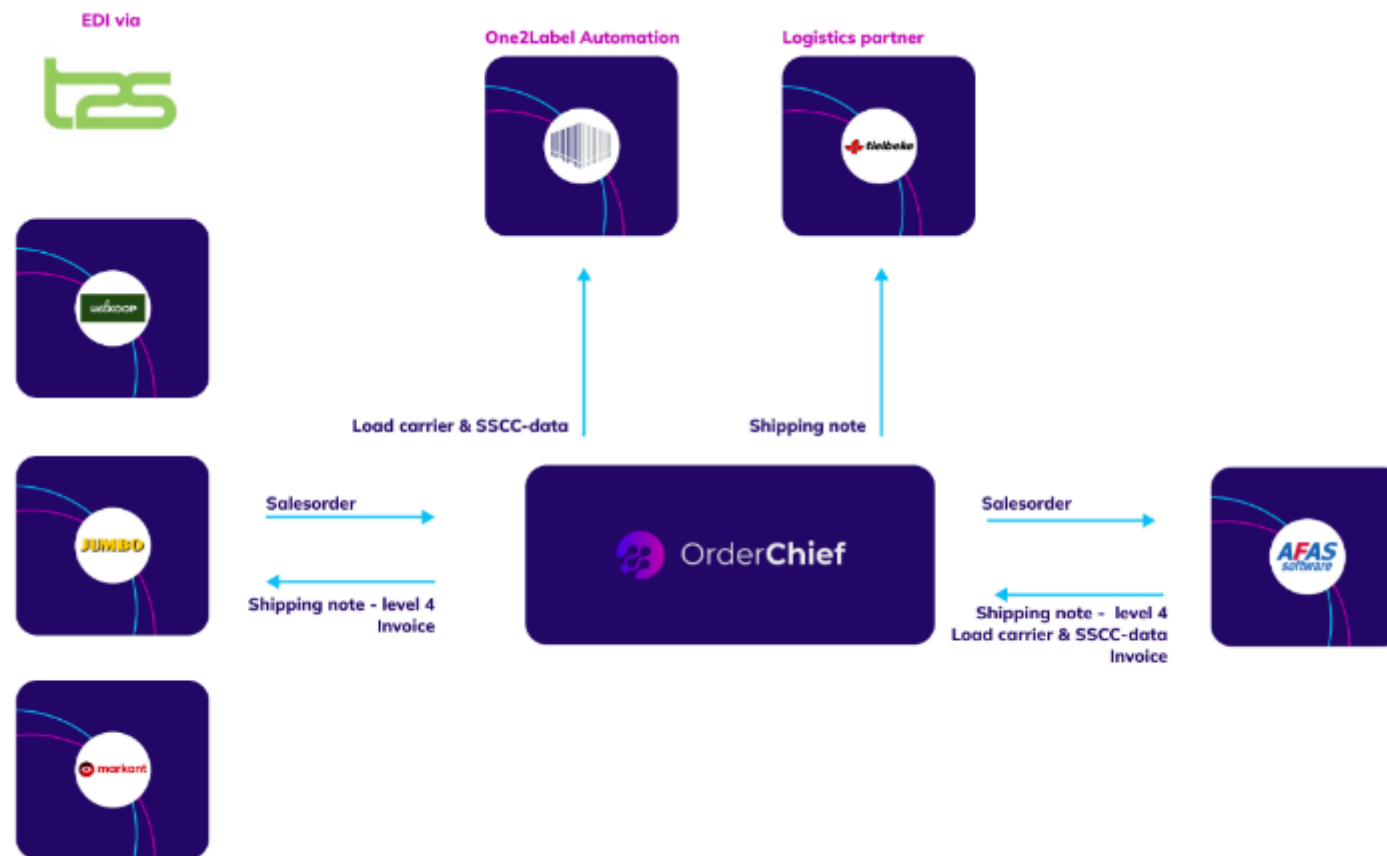 EDI via
t2s
One2Label Automation
Logistics partner
tielbeke
welkoop
Load carrier & SSCC-data
Shipping note
JUMBO
Salesorder
Shipping note - level 4
Invoice
OrderChief
Salesorder
Shipping note - level 4
Load carrier & SSCC-data
Invoice
AFAS
software
markant